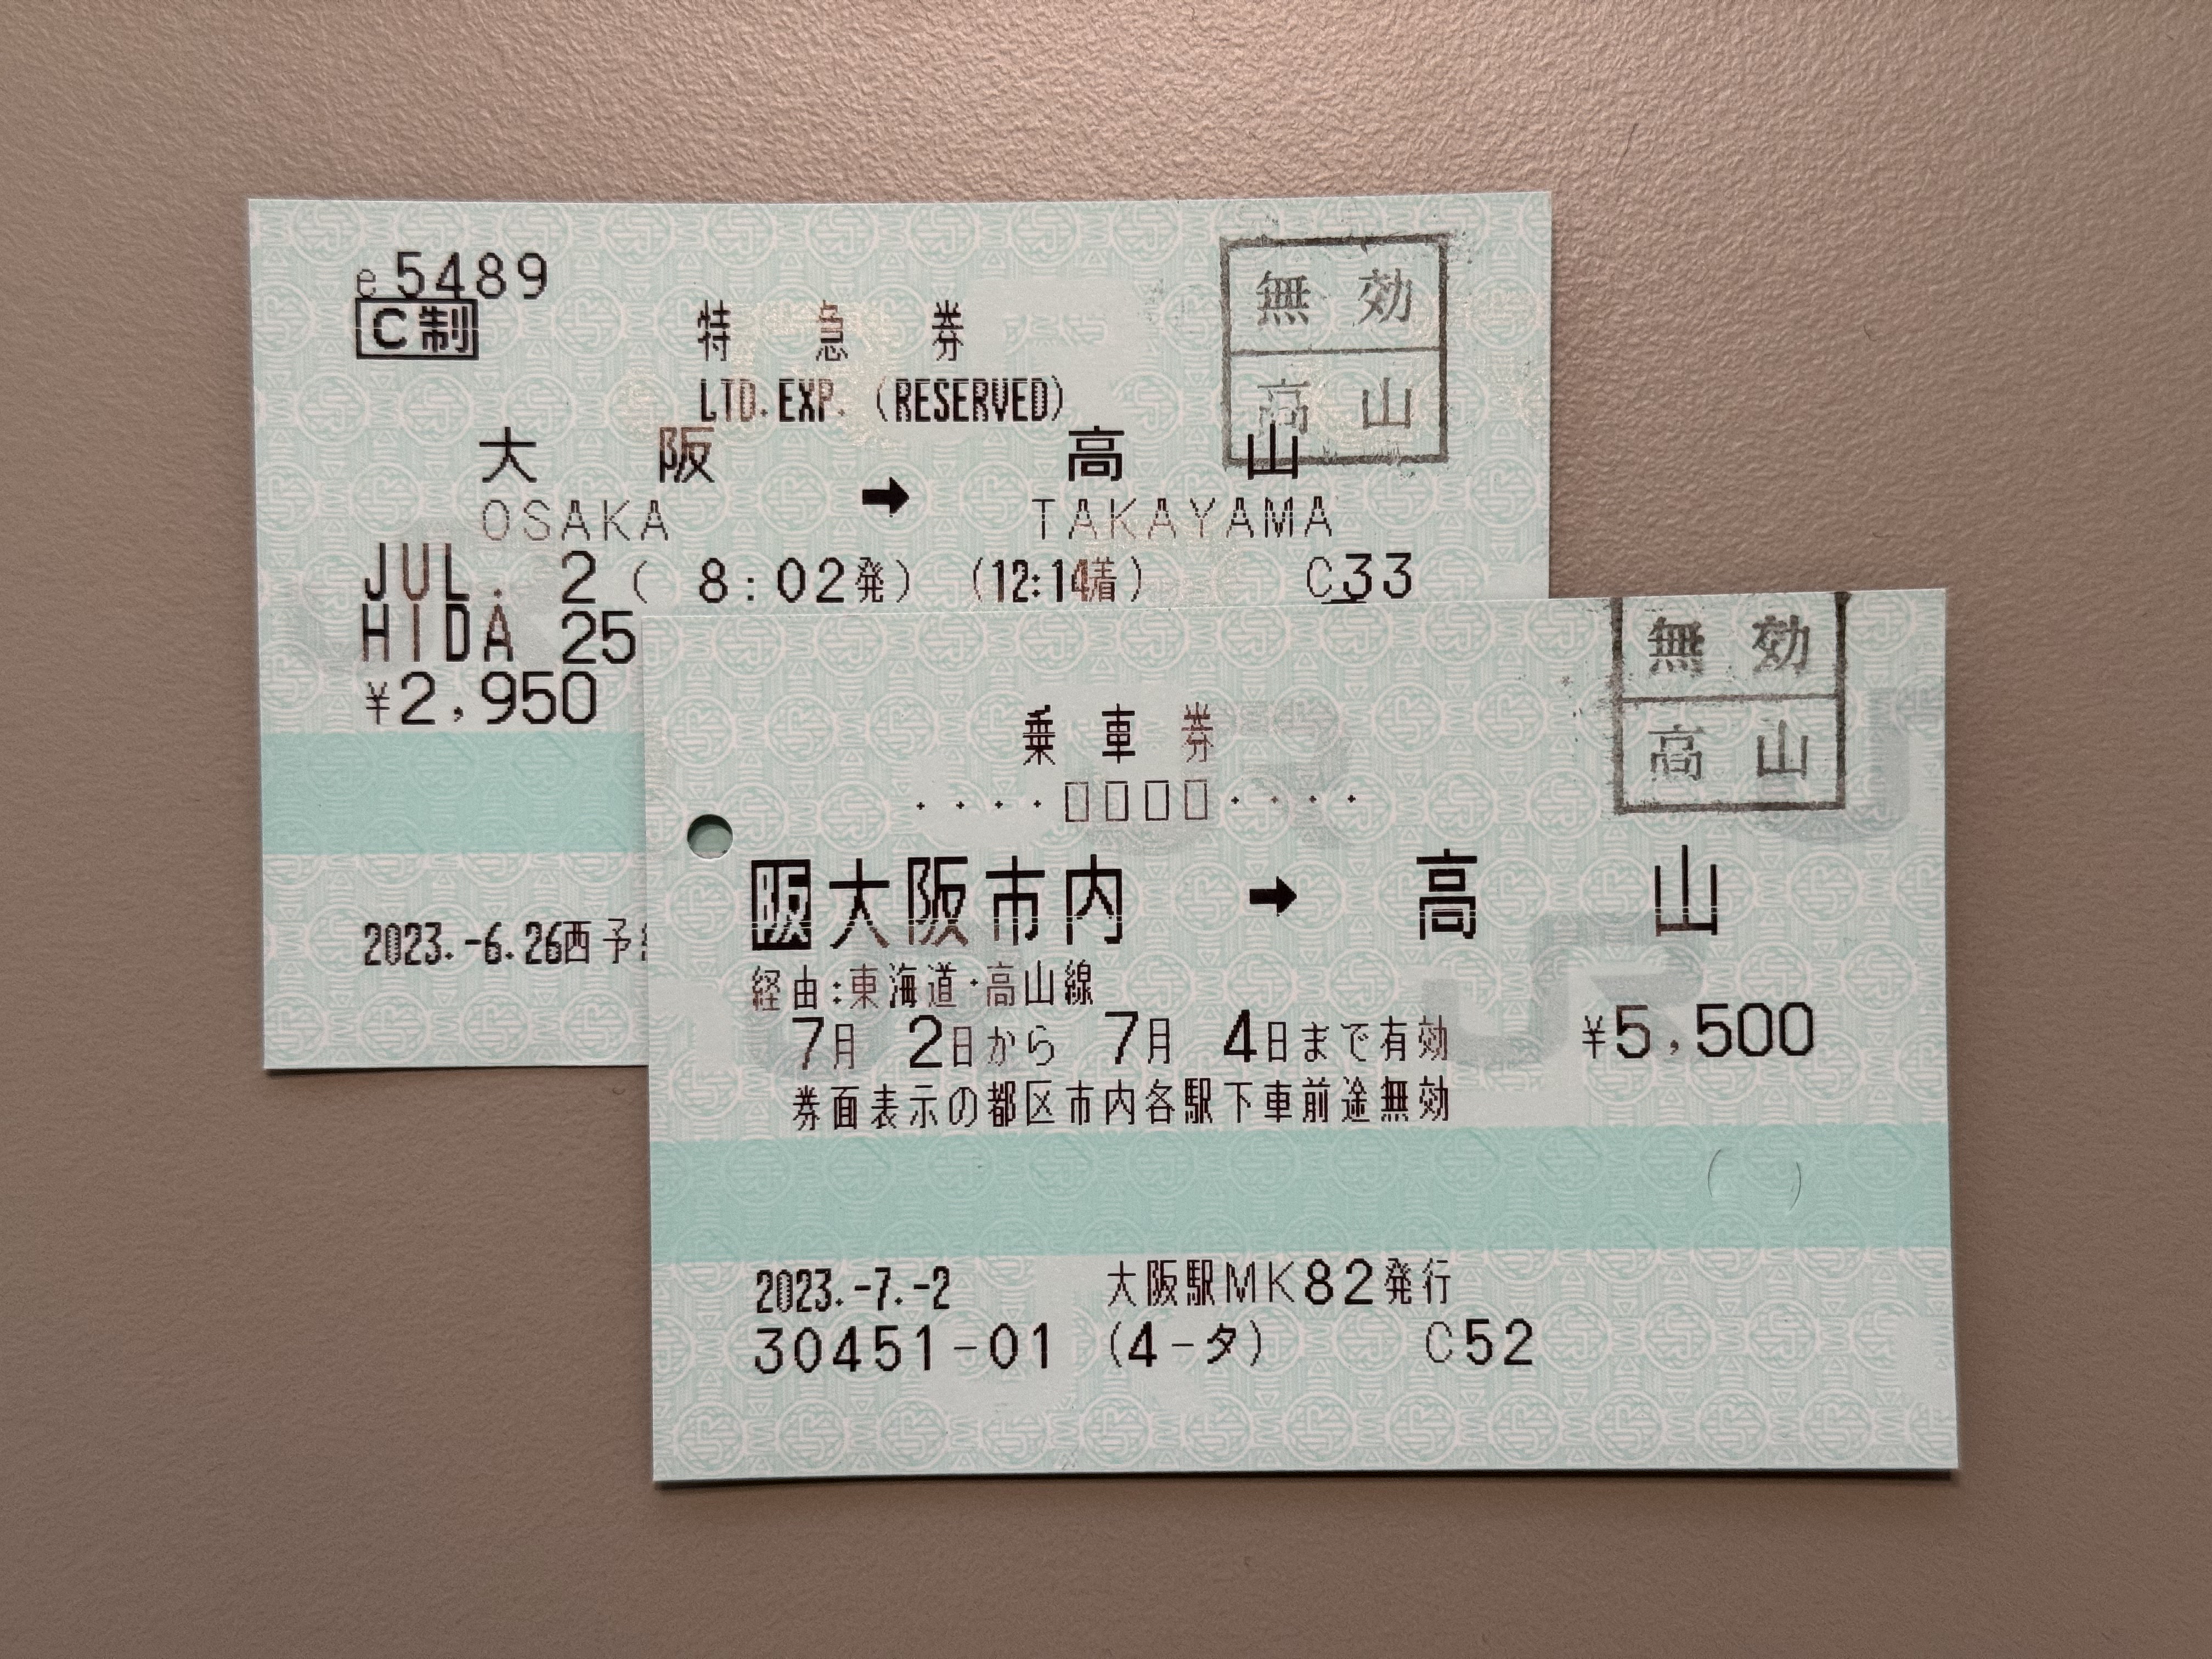 e5489
C制
特急券
LTD.EXP. (RESERVED)
大阪 ➡ 高山
OSAKA TAKAYAMA
JUL. 2 ( 8:02発) (12:14着) C33
HIDA 25
¥2,950
2023.-6.26西予
無効
高山
乗車券
····▯▯▯▯····
阪大阪市内 ➡ 高山
経由:東海道·高山線
7月 2日から 7月 4日まで有効 ¥5,500
券面表示の都区市内各駅下車前途無効
( )
2023.-7.-2 大阪駅MK82発行
30451-01 (4-タ) C52
無効
高山